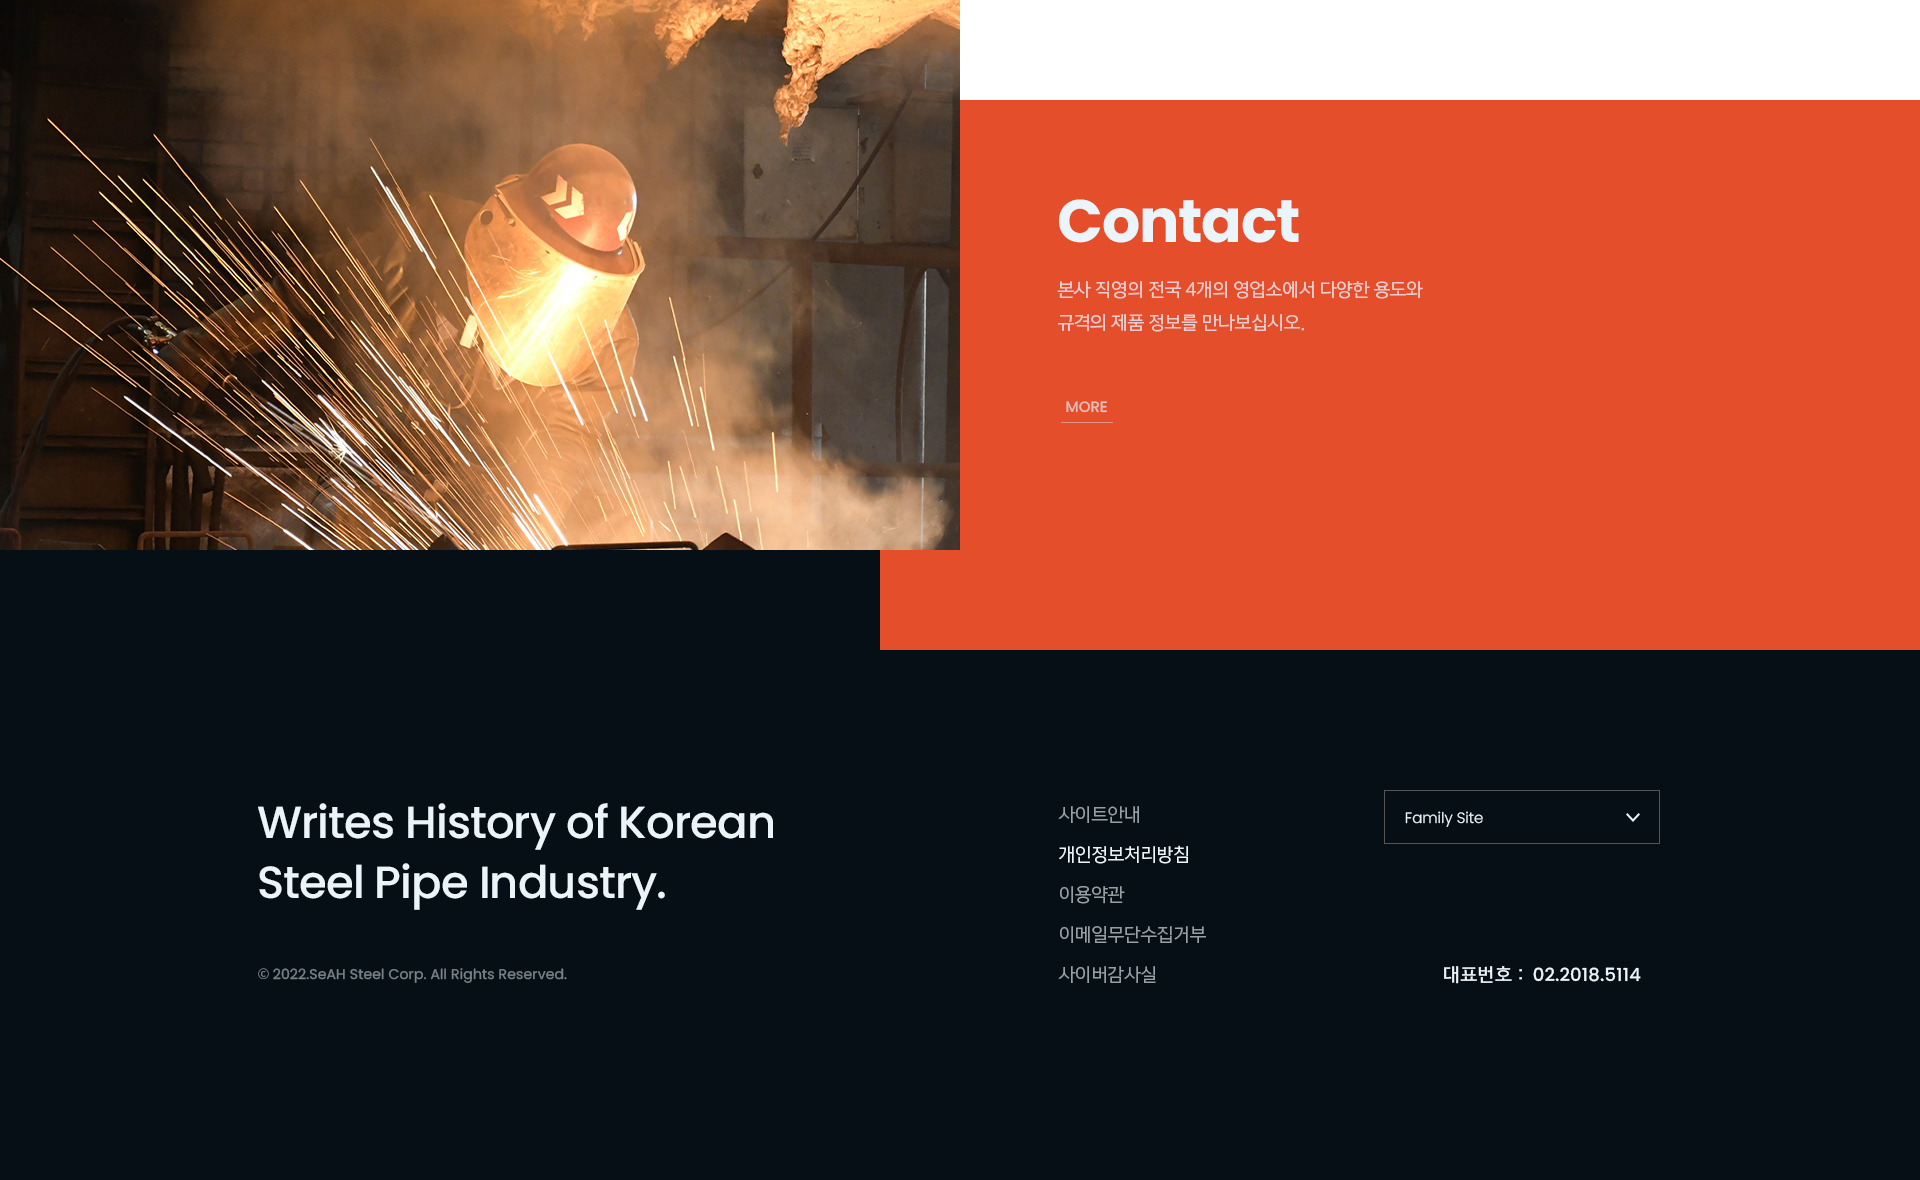 Contact
본사 직영의 전국 4개의 영업소에서 다양한 용도와
규격의 제품 정보를 만나보십시오.
MORE
Writes History of Korean
Steel Pipe Industry.
© 2022.SeAH Steel Corp. All Rights Reserved.
사이트안내
개인정보처리방침
이용약관
이메일무단수집거부
사이버감사실
Family Site
대표번호 : 02.2018.5114